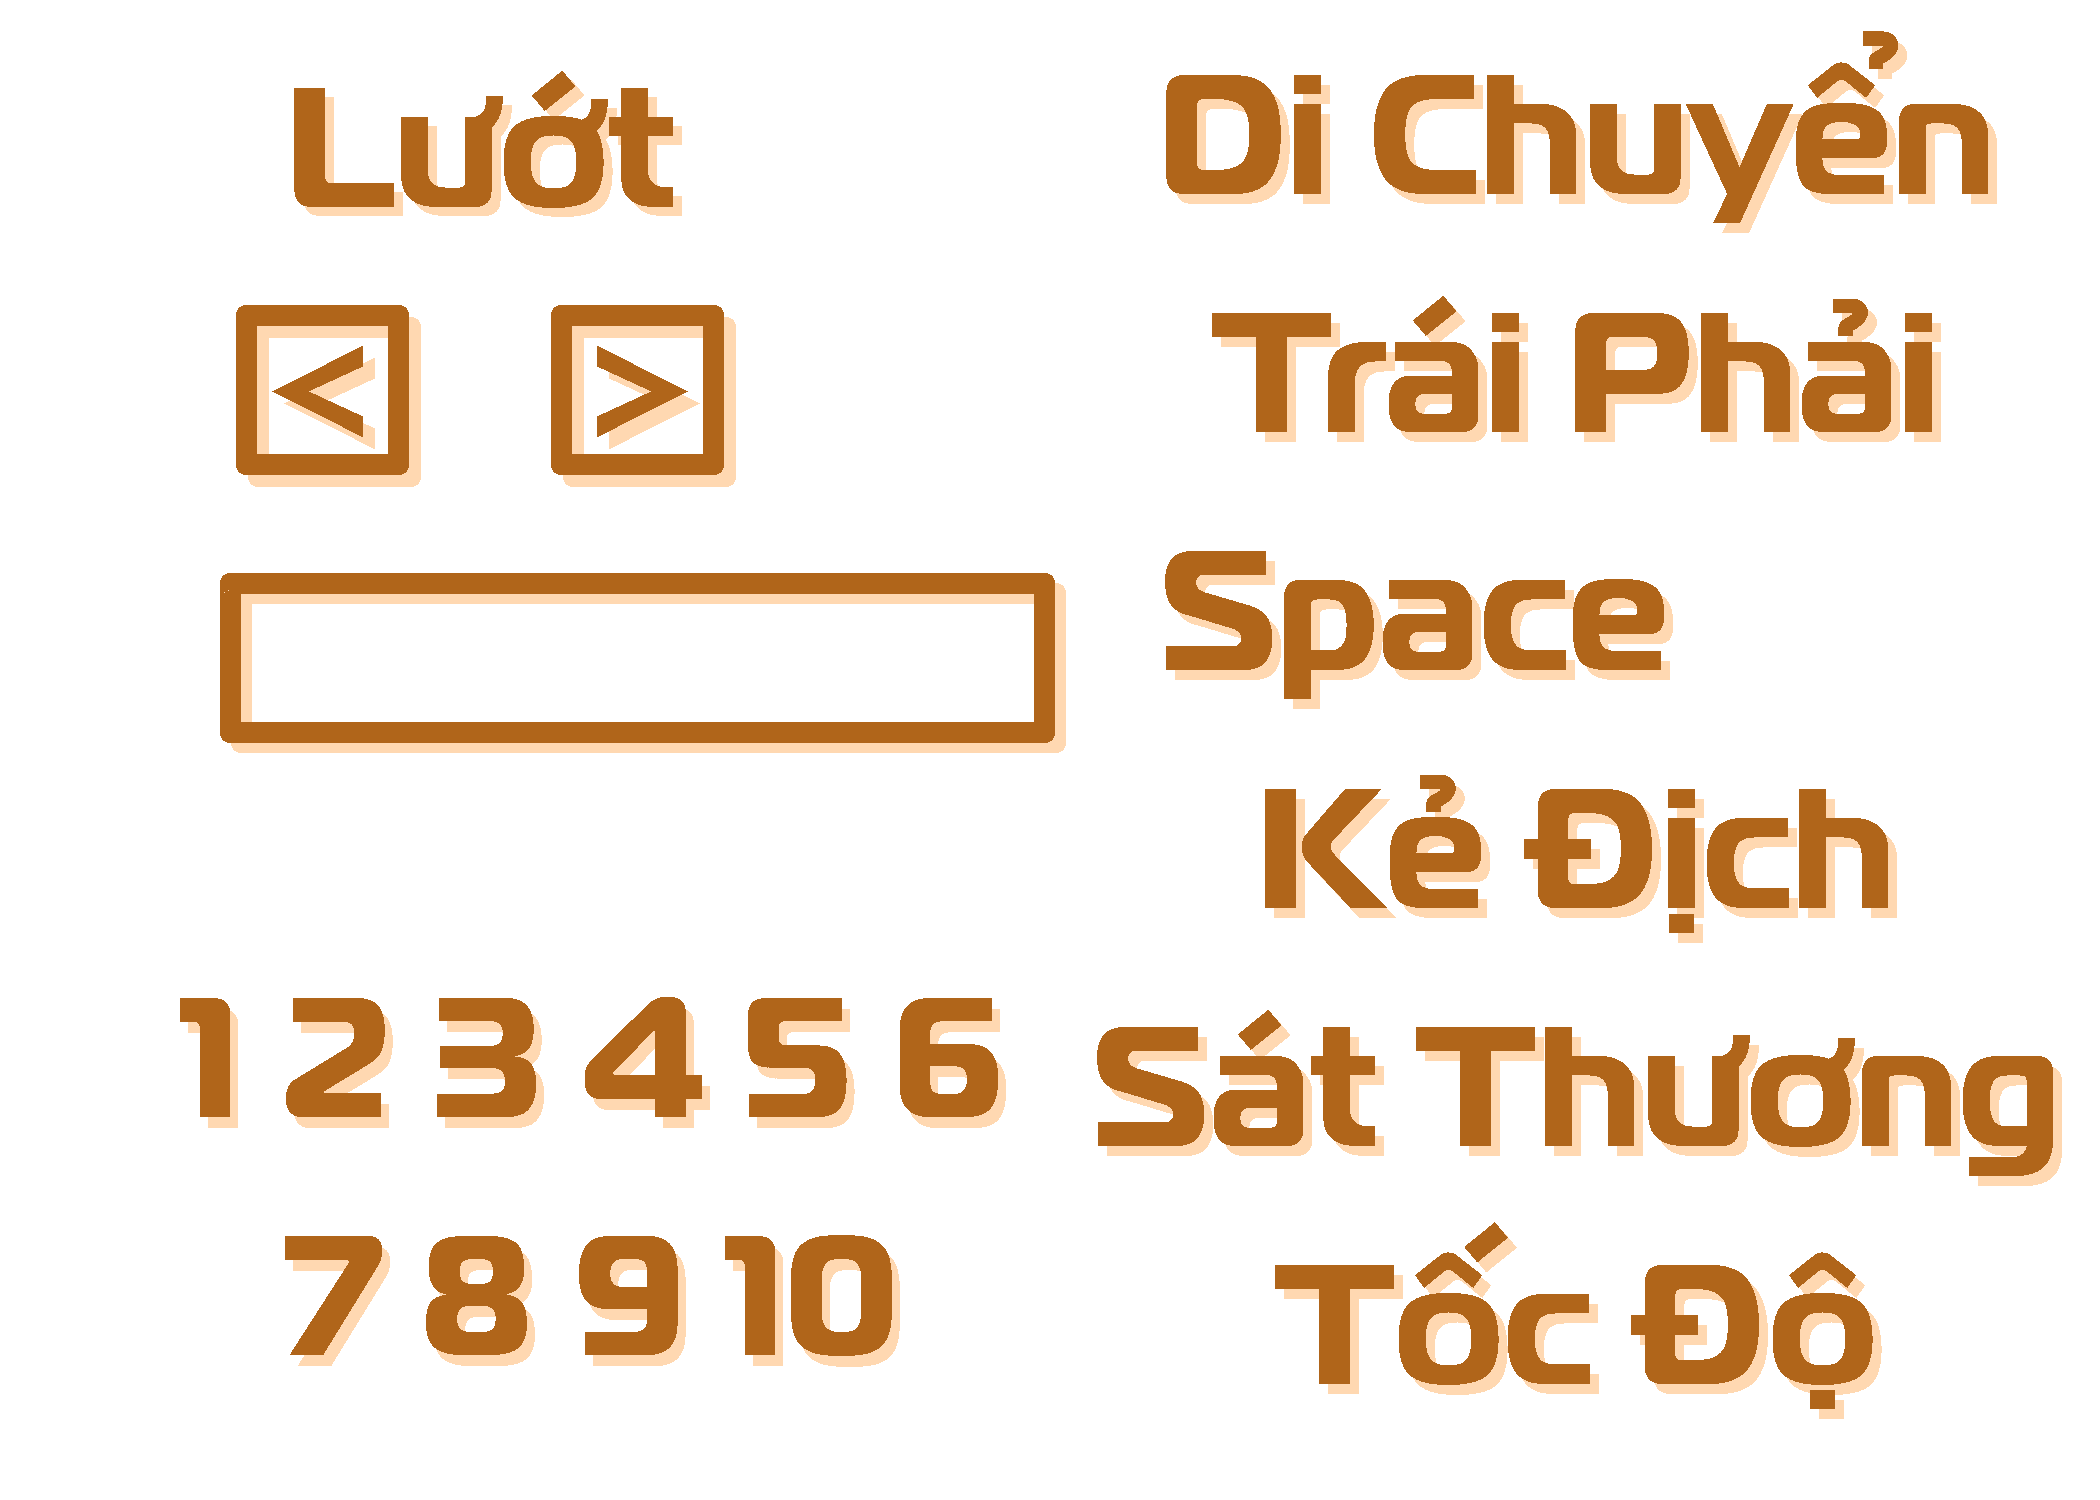 Lướt
Di Chuyển
< >
Trái Phải
Space
Kẻ Địch
1 2 3 4 5 6
Sát Thương
7 8 9 10
Tốc Độ